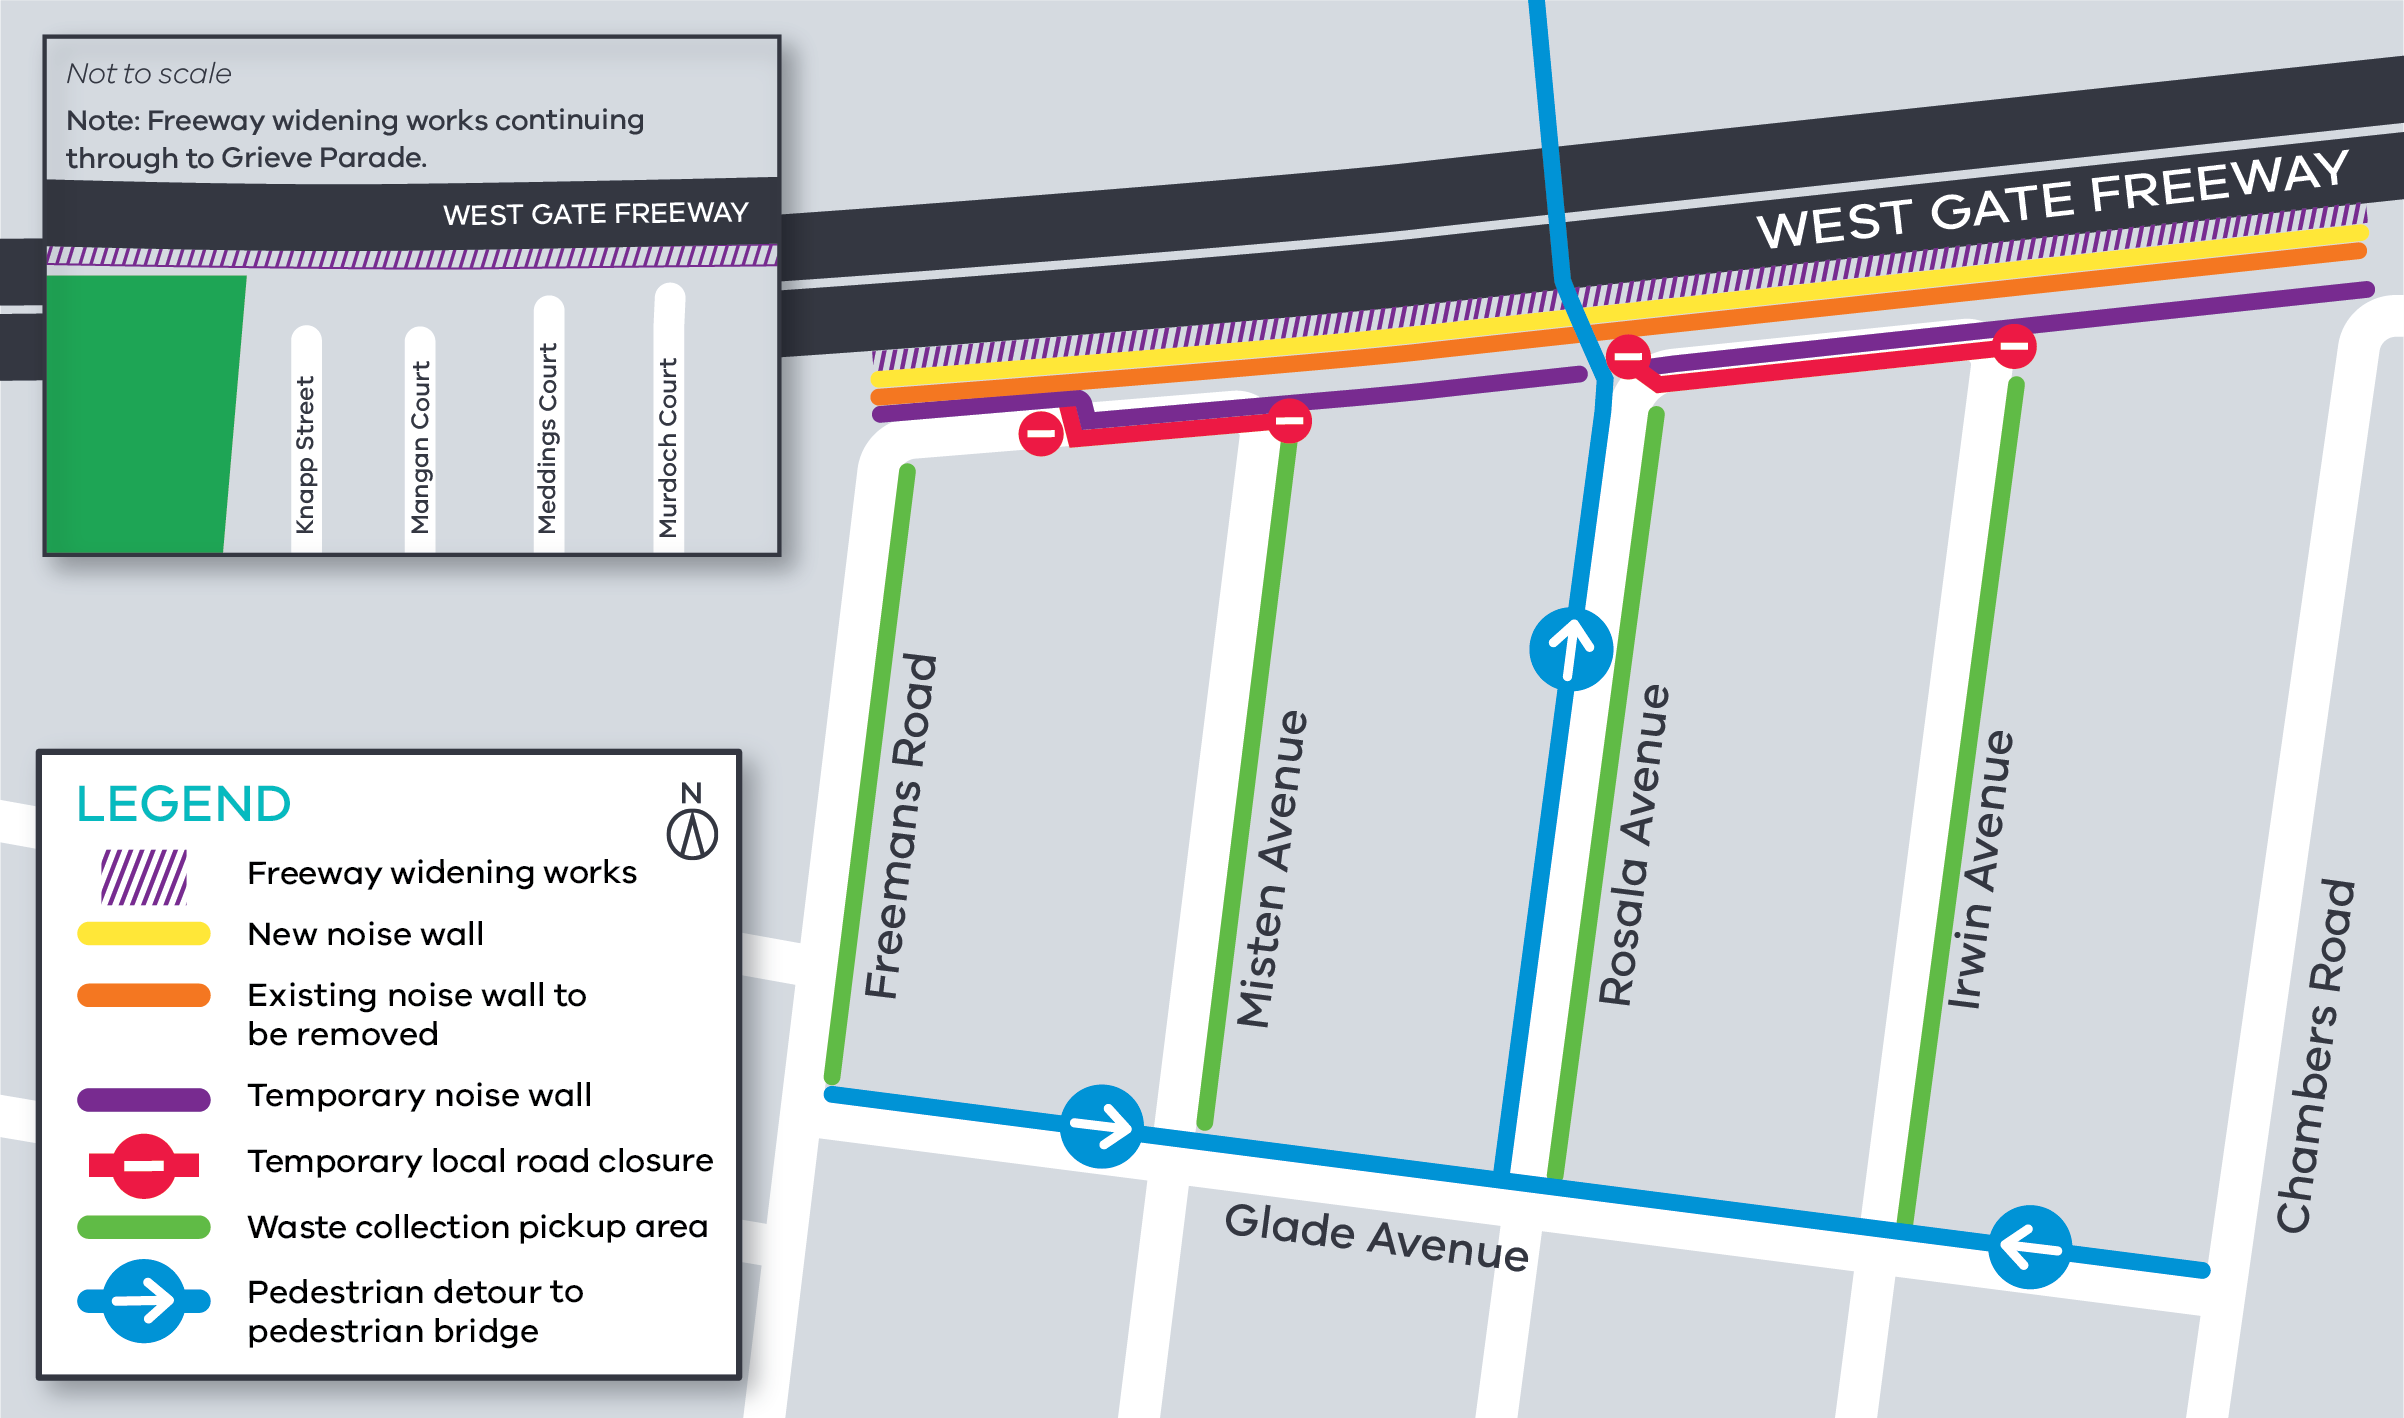 Not to scale
Note: Freeway widening works continuing
through to Grieve Parade.
WEST GATE FREEWAY
Knapp Street
Mangan Court
Meddings Court
Murdoch Court
WEST GATE FREEWAY
Freemans Road
Misten Avenue
Rosala Avenue
Irwin Avenue
Chambers Road
Glade Avenue
LEGEND
N
Freeway widening works
New noise wall
Existing noise wall to
be removed
Temporary noise wall
Temporary local road closure
Waste collection pickup area
Pedestrian detour to
pedestrian bridge